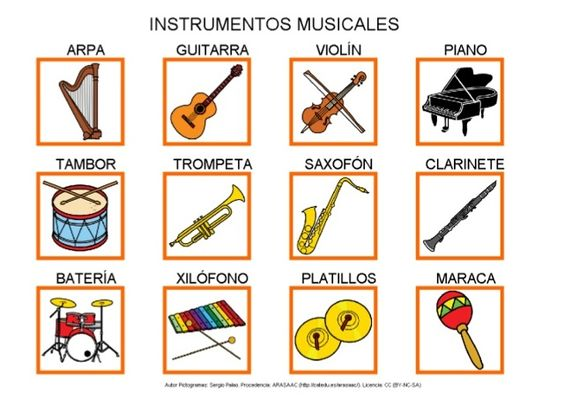 INSTRUMENTOS MUSICALES
ARPA GUITARRA VIOLÍN PIANO
TAMBOR TROMPETA SAXOFÓN CLARINETE
BATERÍA XILÓFONO PLATILLOS MARACA
Autor Pictogramas: Sergio Palao Procedencia: ARASAAC (http://catedu.es/arasaac/) Licencia: CC (BY-NC-SA)